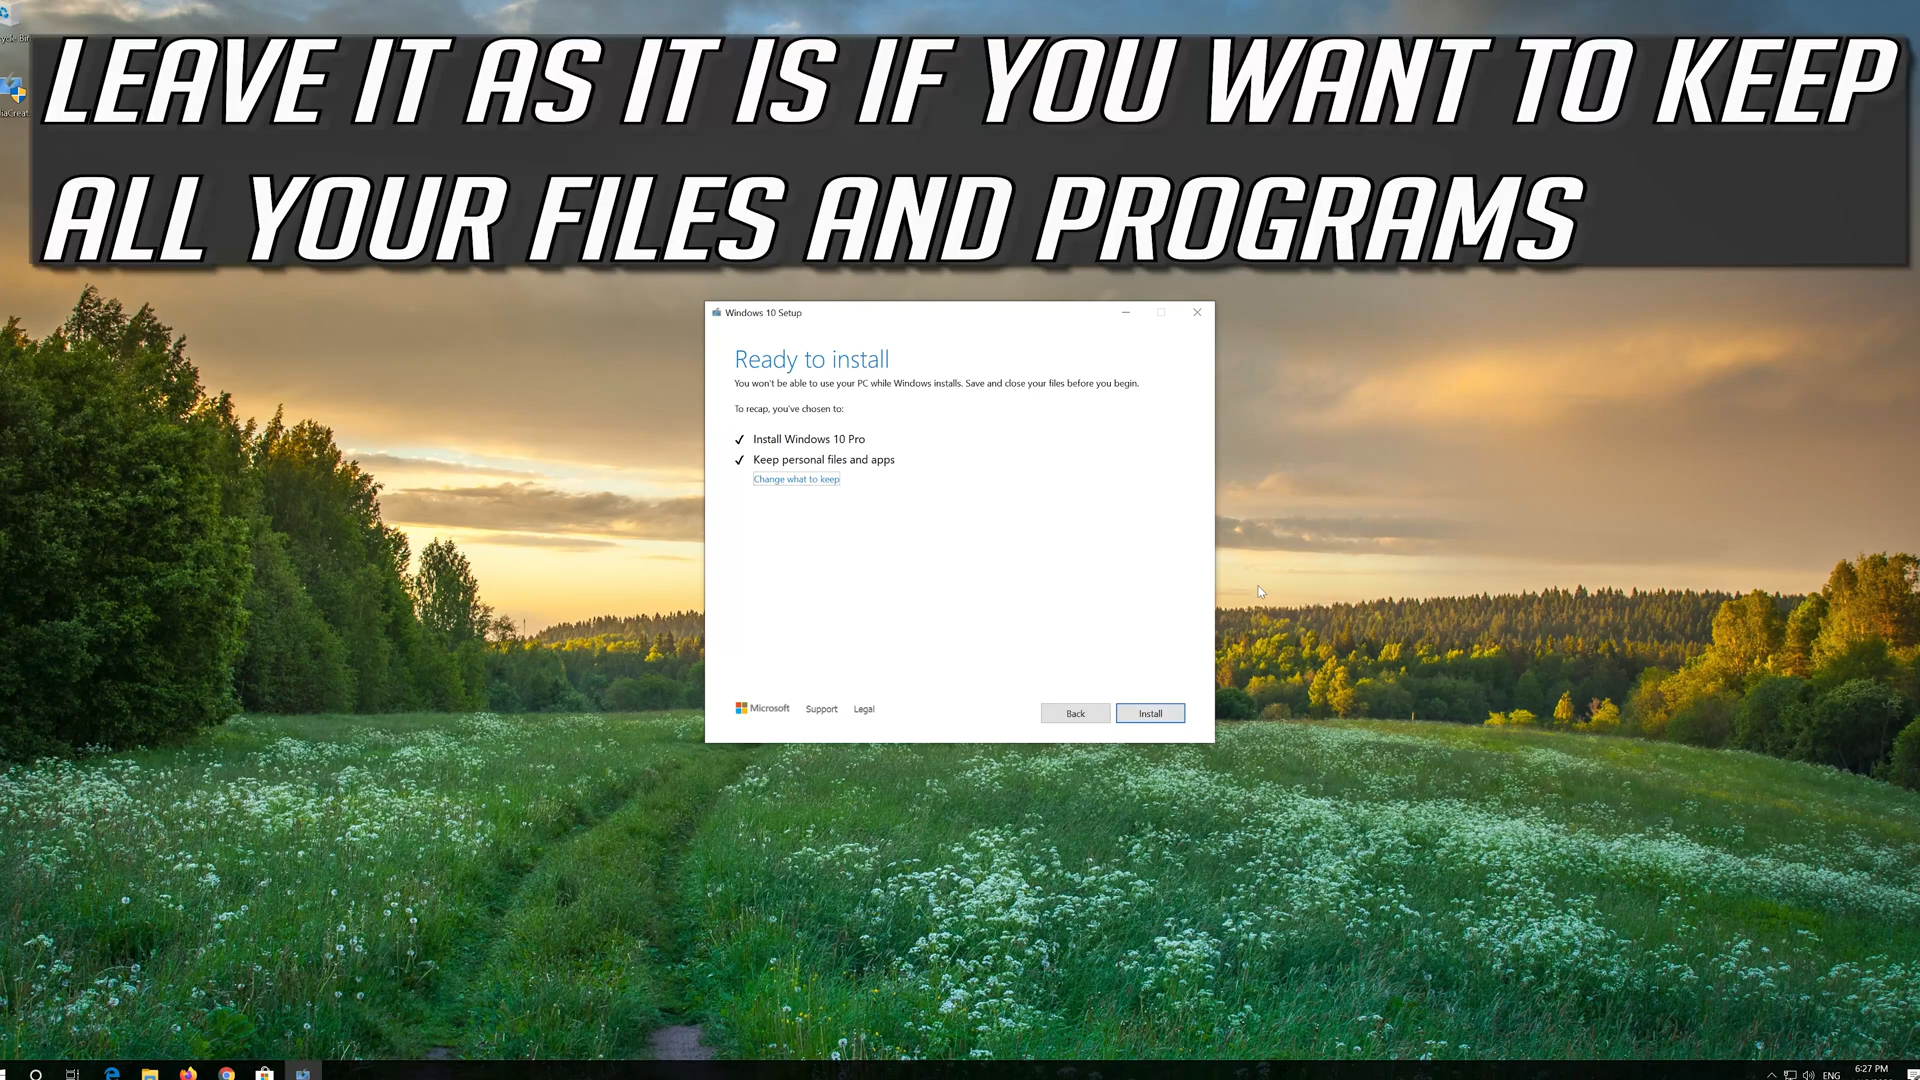 LEAVE IT AS IT IS IF YOU WANT TO KEEP
ALL YOUR FILES AND PROGRAMS
Windows 10 Setup
Ready to install
You won't be able to use your PC while Windows installs. Save and close your files before you begin.
To recap, you've chosen to:
Install Windows 10 Pro
Keep personal files and apps
Change what to keep
Microsoft Support Legal
Back Install
ENG
6:27 PM